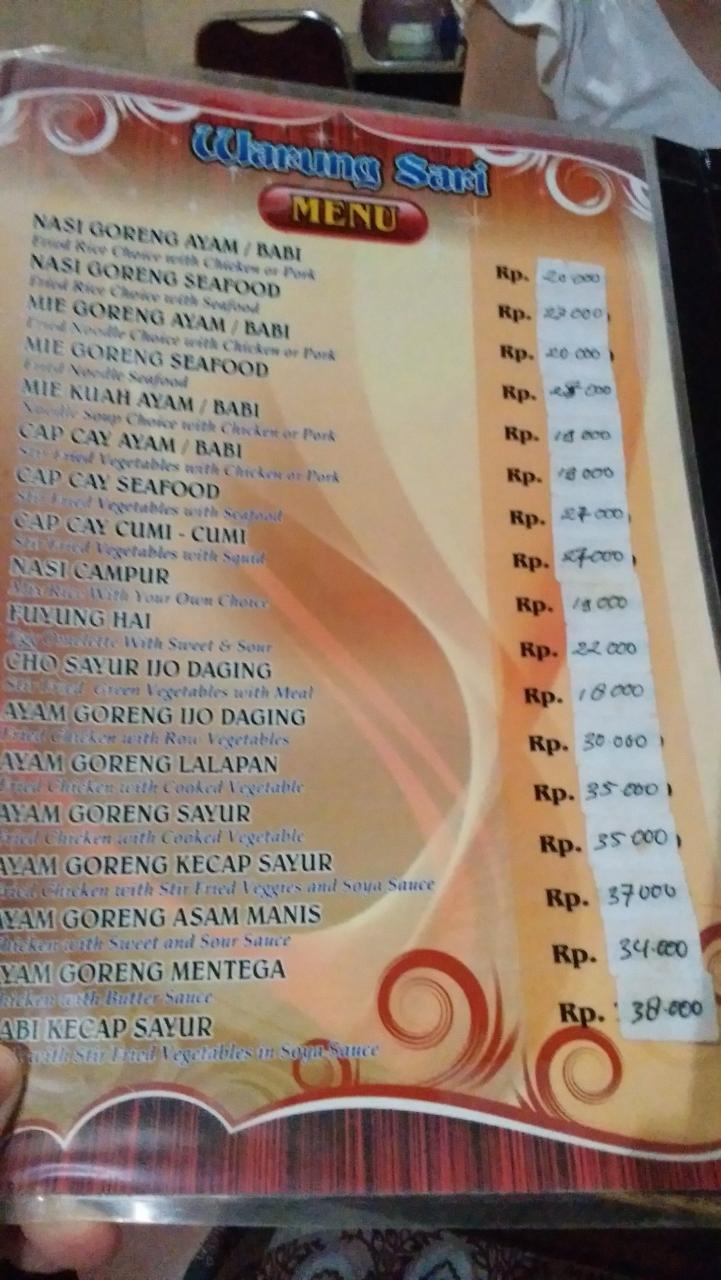 Warung Sari
MENU
NASI GORENG AYAM / BABI
Fried Rice Choice with Chicken or Pork
NASI GORENG SEAFOOD
Fried Rice Choice with Seafood
MIE GORENG AYAM / BABI
Fried Noodle Choice with Chicken or Pork
MIE GORENG SEAFOOD
Fried Noodle Seafood
MIE KUAH AYAM / BABI
Noodle Soup Choice with Chicken or Pork
CAP CAY AYAM / BABI
Stir Fried Vegetables with Chicken or Pork
CAP CAY SEAFOOD
Stir Fried Vegetables with Seafood
CAP CAY CUMI - CUMI
Stir Fried Vegetables with Squid
NASI CAMPUR
Mix Rice With Your Own Choice
FUYUNG HAI
Egg Omelette With Sweet & Sour
CHO SAYUR IJO DAGING
Stir Fried Green Vegetables with Meal
AYAM GORENG IJO DAGING
Fried Chicken with Row Vegetables
AYAM GORENG LALAPAN
Fried Chicken with Cooked Vegetable
AYAM GORENG SAYUR
Fried Chicken with Cooked Vegetable
AYAM GORENG KECAP SAYUR
Fried Chicken with Stir Fried Veggies and Soya Sauce
AYAM GORENG ASAM MANIS
Chicken with Sweet and Sour Sauce
YAM GORENG MENTEGA
hicken with Butter Sauce
ABI KECAP SAYUR
with Stir Fried Vegetables in Soya Sauce
Rp. 20 000
Rp.
Rp. 20 000
Rp.
Rp. 18 000
Rp. 18 000
Rp. 27 000
Rp. 27000
Rp. 18 000
Rp. 22 000
Rp. 18 000
Rp. 30 000
Rp. 35 000
Rp. 35 000
Rp. 37 000
Rp. 34.000
Rp. 38.000